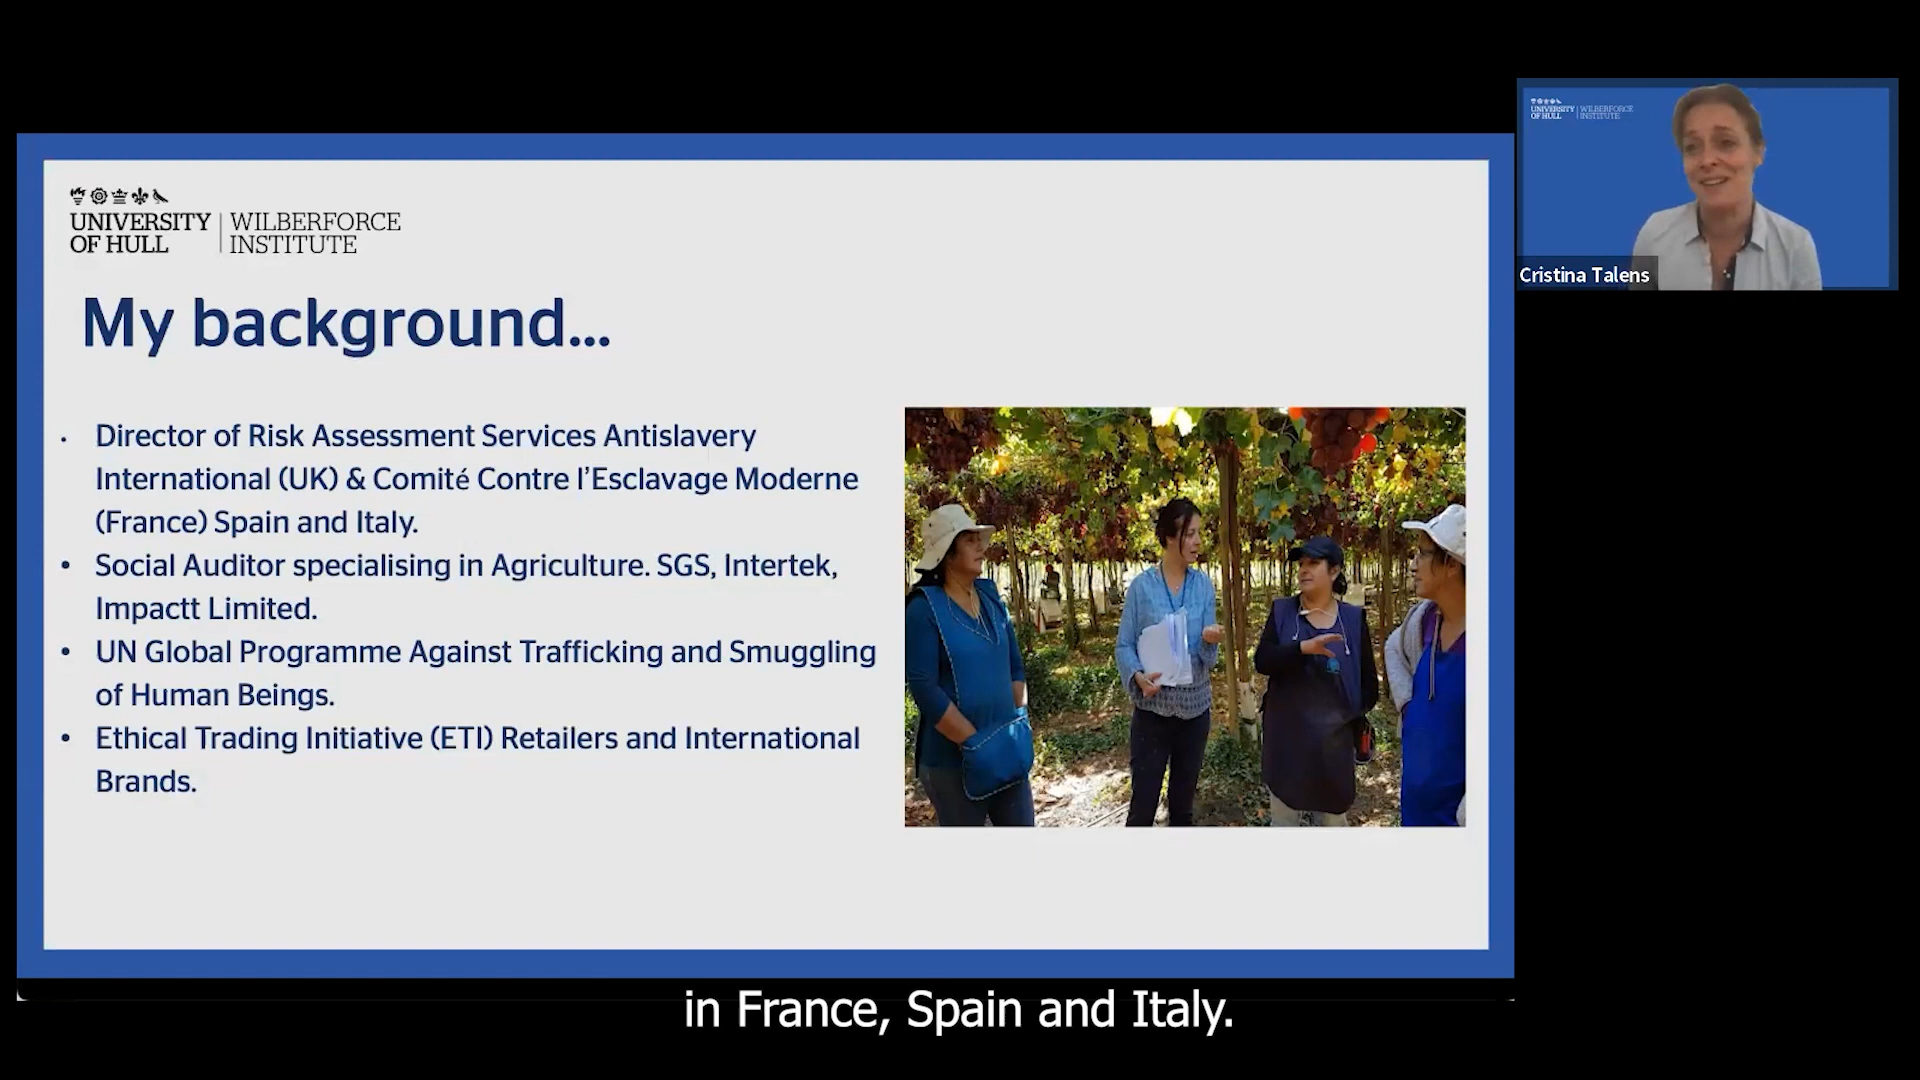 UNIVERSITY
OF HULL
WILBERFORCE
INSTITUTE
My background...
• Director of Risk Assessment Services Antislavery
International (UK) & Comité Contre l’Esclavage Moderne
(France) Spain and Italy.
• Social Auditor specialising in Agriculture. SGS, Intertek,
Impactt Limited.
• UN Global Programme Against Trafficking and Smuggling
of Human Beings.
• Ethical Trading Initiative (ETI) Retailers and International
Brands.
UNIVERSITY
OF HULL
WILBERFORCE
INSTITUTE
Cristina Talens
in France, Spain and Italy.